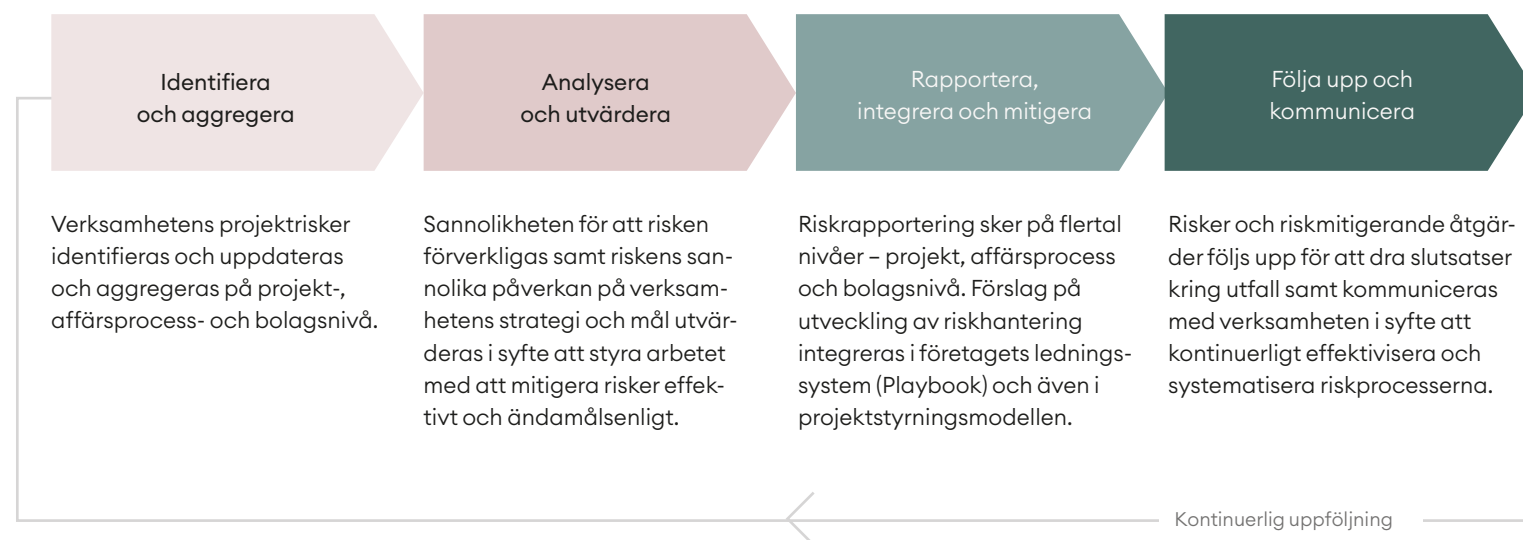 Identifiera
och aggregera
Analysera
och utvärdera
Rapportera,
integrera och mitigera
Följa upp och
kommunicera
Verksamhetens projektrisker
identifieras och uppdateras
och aggregeras på projekt-,
affärsprocess- och bolagsnivå.
Sannolikheten för att risken
förverkligas samt riskens san-
nolika påverkan på verksam-
hetens strategi och mål utvär-
deras i syfte att styra arbetet
med att mitigera risker effek-
tivt och ändamålsenligt.
Riskrapportering sker på flertal
nivåer – projekt, affärsprocess
och bolagsnivå. Förslag på
utveckling av riskhantering
integreras i företagets lednings-
system (Playbook) och även i
projektstyrningsmodellen.
Risker och riskmitigerande åtgär-
der följs upp för att dra slutsatser
kring utfall samt kommuniceras
med verksamheten i syfte att
kontinuerligt effektivisera och
systematisera riskprocesserna.
Kontinuerlig uppföljning